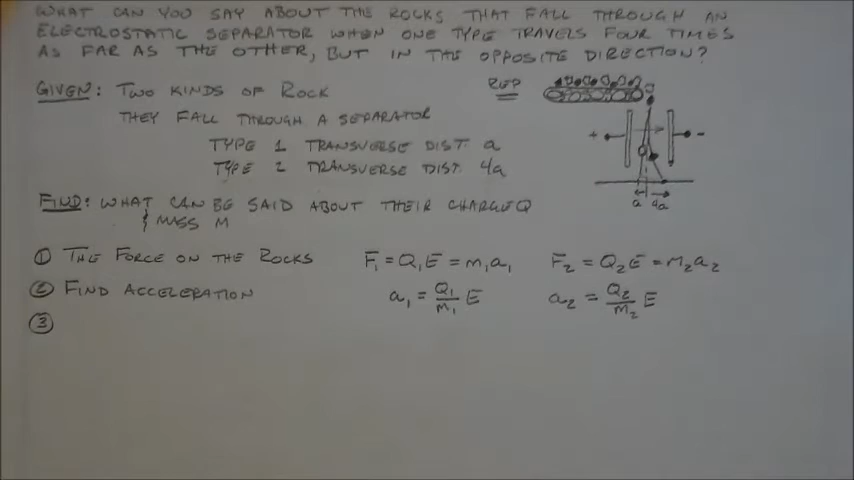 WHAT CAN YOU SAY ABOUT THE ROCKS THAT FALL THROUGH AN
ELECTROSTATIC SEPARATOR WHEN ONE TYPE TRAVELS FOUR TIMES
AS FAR AS THE OTHER, BUT IN THE OPPOSITE DIRECTION?
GIVEN: TWO KINDS OF ROCK
REP
THEY FALL THROUGH A SEPARATOR
+ -
TYPE 1 TRANSVERSE DIST. a
TYPE 2 TRANSVERSE DIST. 4a
a 4a
FIND: WHAT CAN BE SAID ABOUT THEIR CHARGE Q
& MASS M
① THE FORCE ON THE ROCKS F₁ = Q₁E = m₁a₁ F₂ = Q₂E = m₂a₂
② FIND ACCELERATION a₁ = Q₁/m₁ E a₂ = Q₂/m₂ E
③